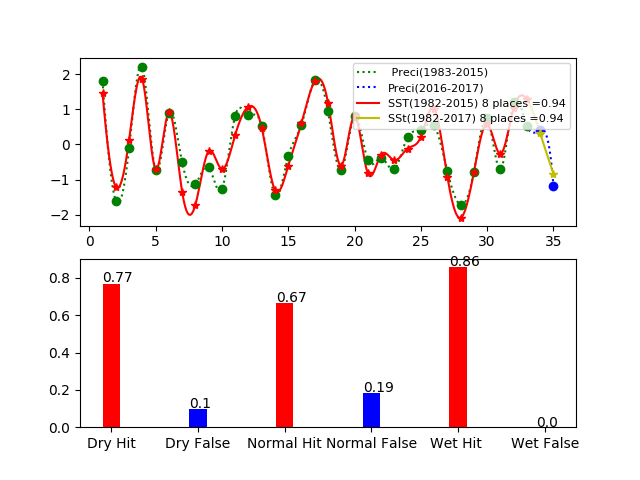 Preci(1983-2015)
Preci(2016-2017)
SST(1982-2015) 8 places =0.94
SSt(1982-2017) 8 places =0.94
2
1
0
−1
−2
0 5 10 15 20 25 30 35
0.8
0.6
0.4
0.2
0.0
0.77
0.1
0.67
0.19
0.86
0.0
Dry Hit Dry False Normal Hit Normal False Wet Hit Wet False